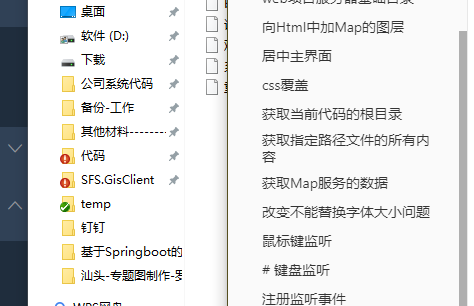 桌面
软件 (D:)
下载
公司系统代码
备份-工作
其他材料--------
代码
SFS.GisClient
temp
钉钉
基于Springboot的
汕头-专题图制作-罗
WPS网盘
web项目服务器基础目录
向Html中加Map的图层
居中主界面
css覆盖
获取当前代码的根目录
获取指定路径文件的所有内
容
获取Map服务的数据
改变不能替换字体大小问题
鼠标键监听
# 键盘监听
注册监听事件